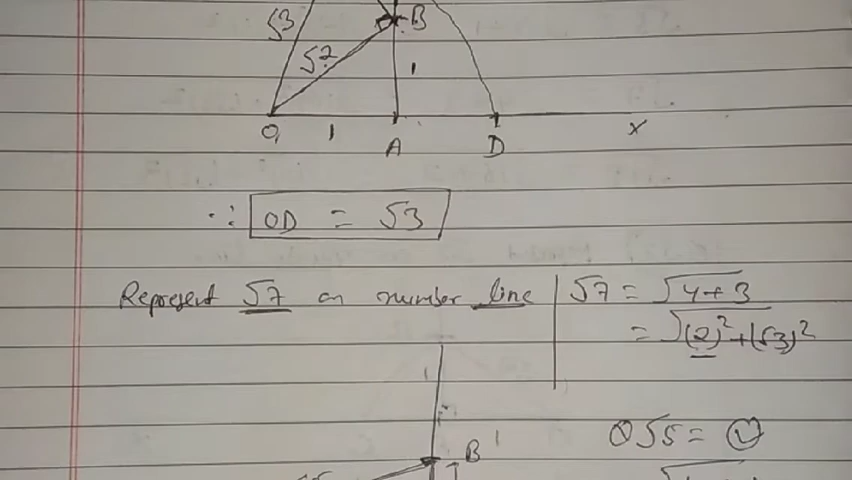 √3
B
√2
1
O 1 A D x
∴ OD = √3
Represent √7 on number line | √7 = √4+3
= √(2)²+(√3)²
√5 =
B 1